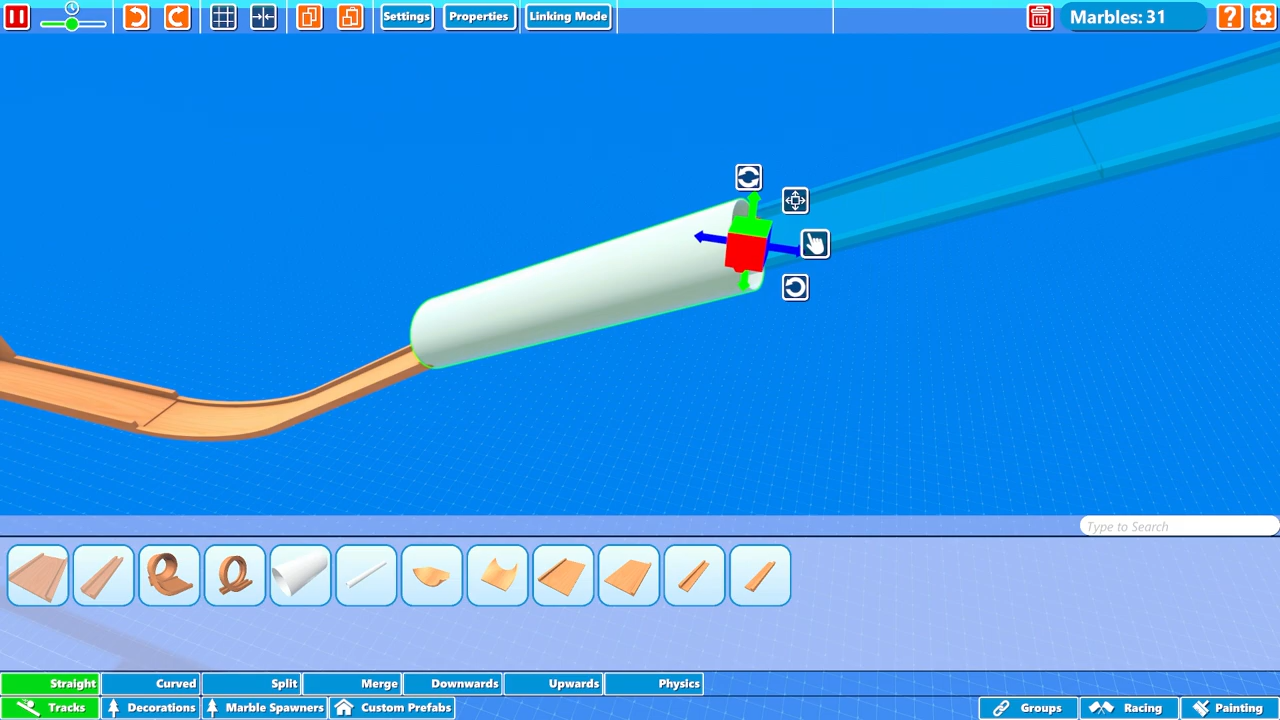 Settings
Properties
Linking Mode
Marbles: 31
?
Type to Search
Straight
Curved
Split
Merge
Downwards
Upwards
Physics
Tracks
Decorations
Marble Spawners
Custom Prefabs
Groups
Racing
Painting